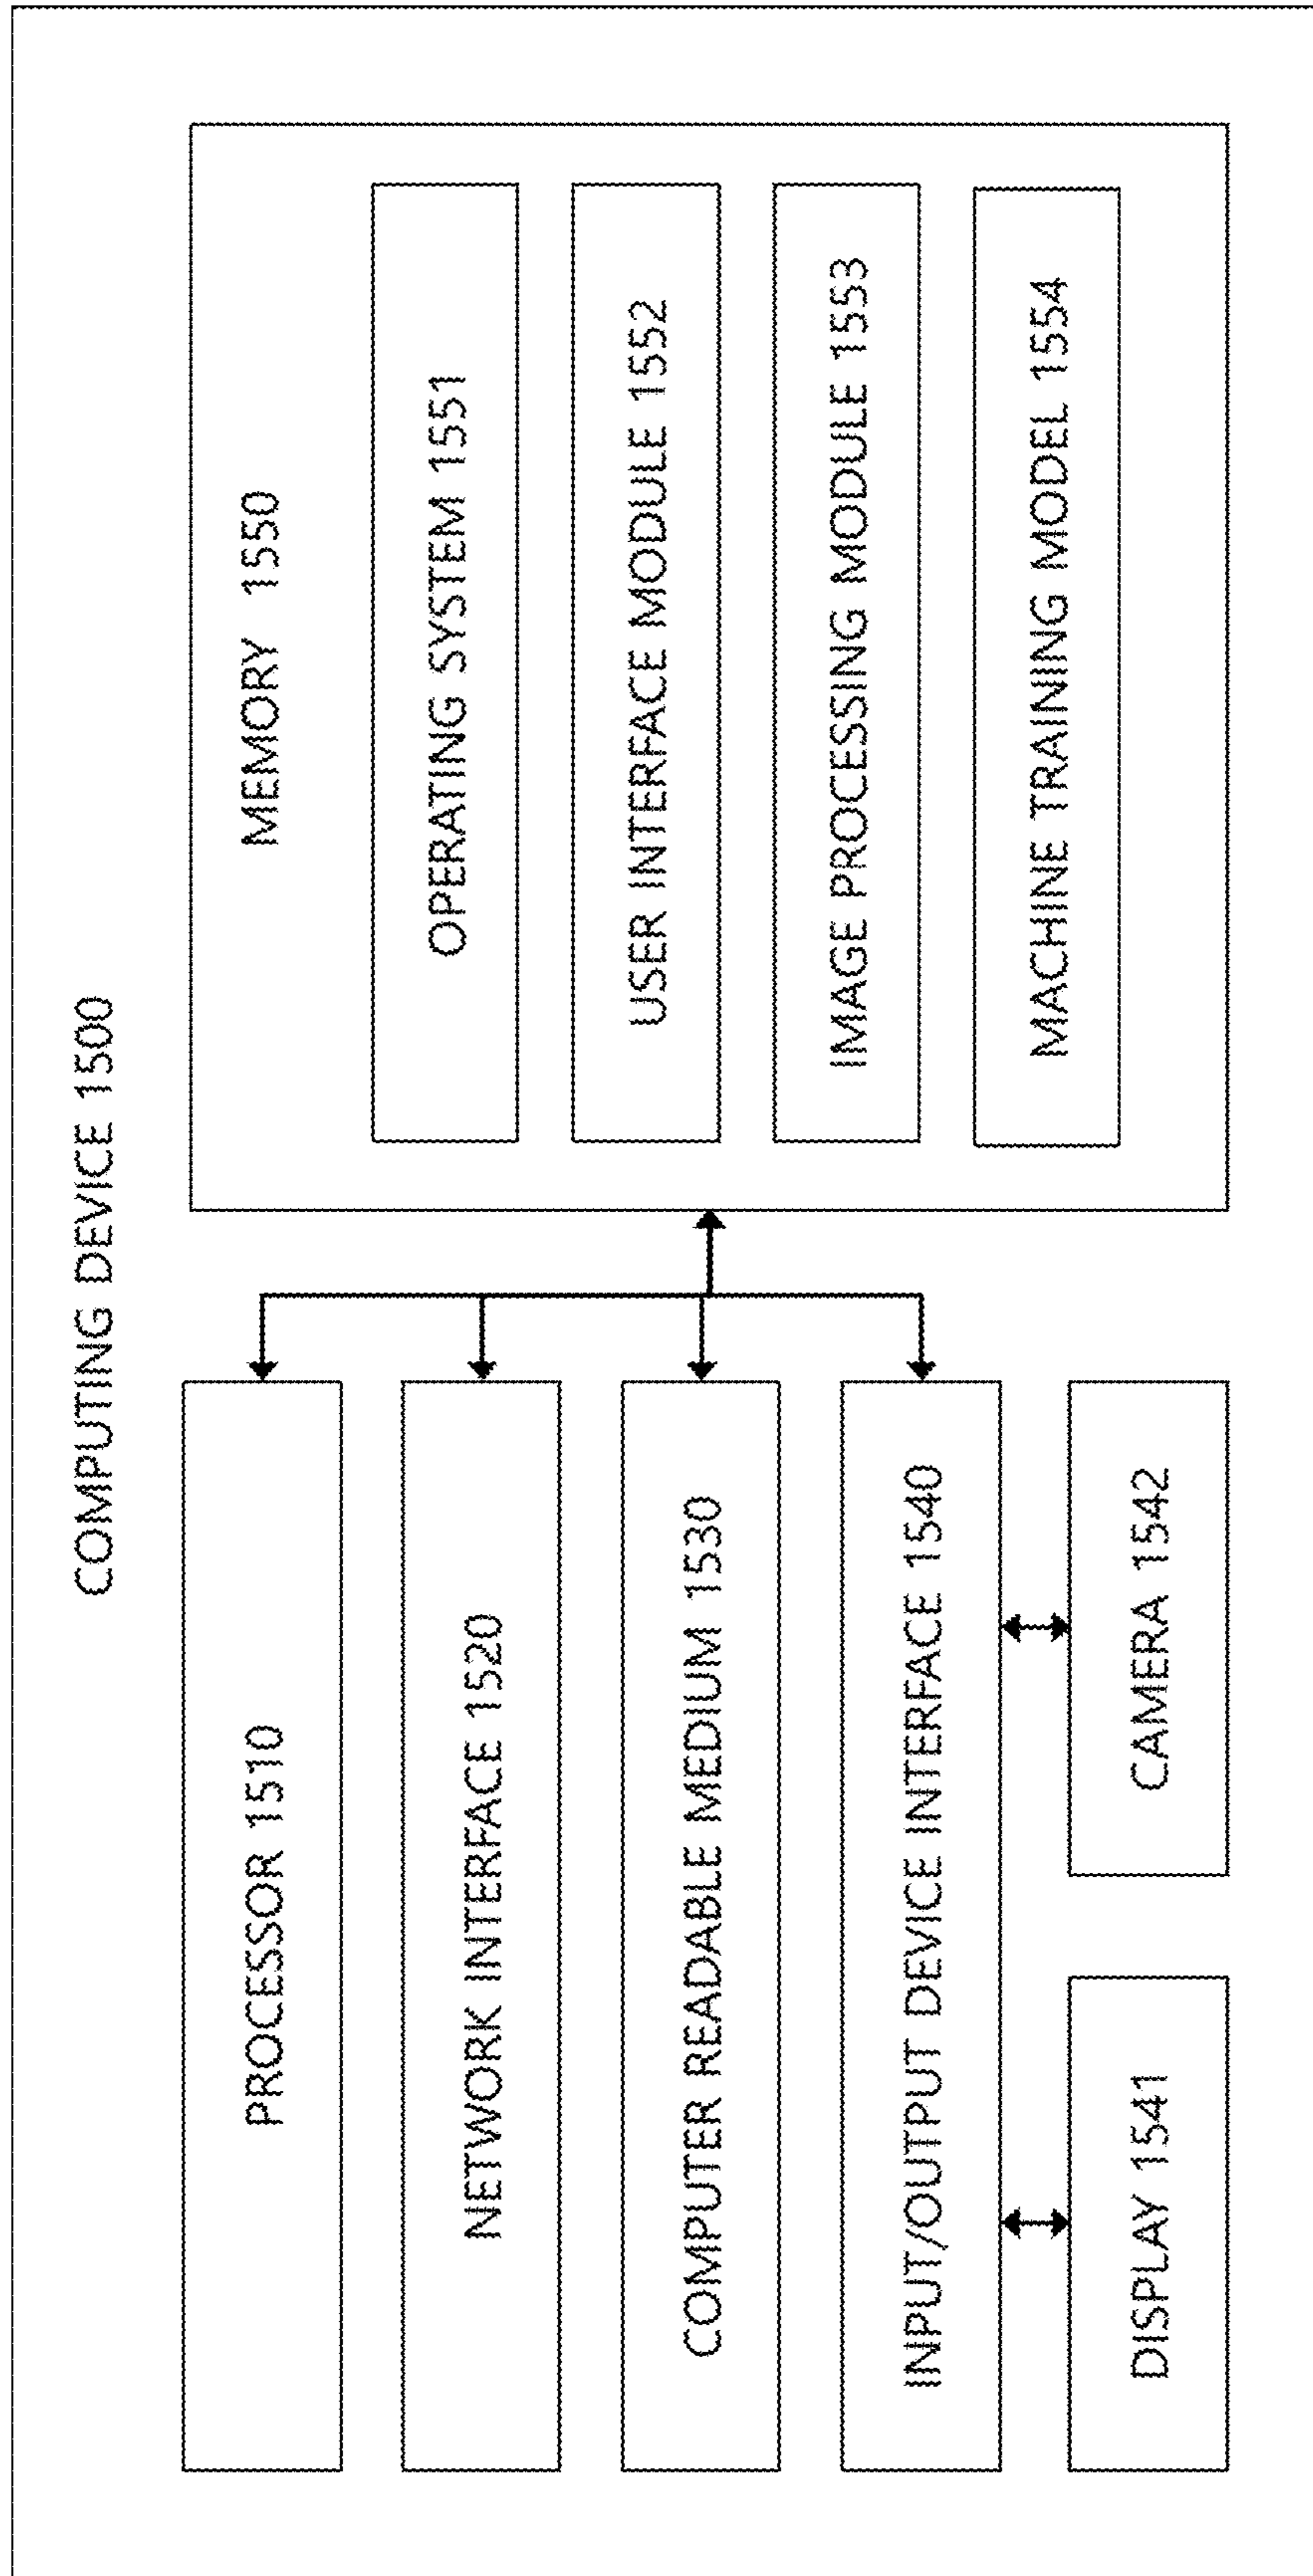 COMPUTING DEVICE 1500
PROCESSOR 1510
NETWORK INTERFACE 1520
COMPUTER READABLE MEDIUM 1530
INPUT/OUTPUT DEVICE INTERFACE 1540
DISPLAY 1541
CAMERA 1542
MEMORY 1550
OPERATING SYSTEM 1551
USER INTERFACE MODULE 1552
IMAGE PROCESSING MODULE 1553
MACHINE TRAINING MODEL 1554